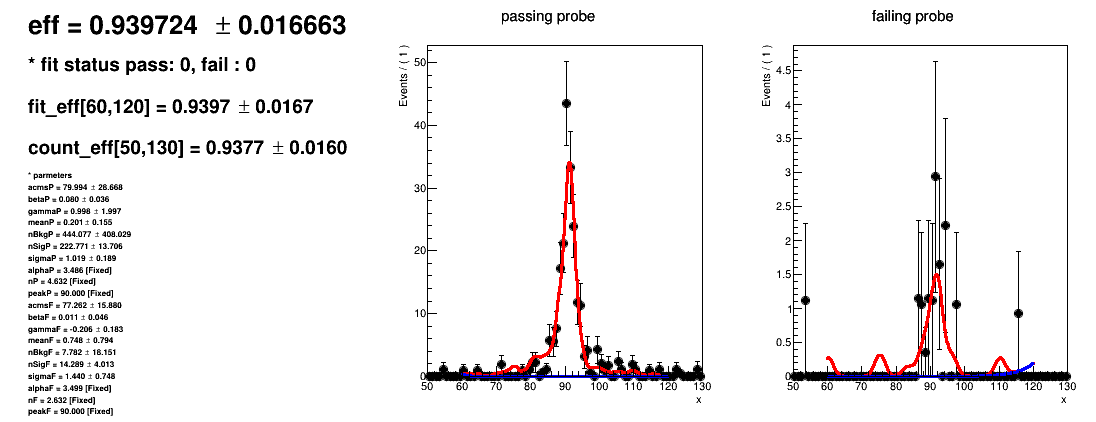 eff = 0.939724 ± 0.016663
* fit status pass: 0, fail : 0
fit_eff[60,120] = 0.9397 ± 0.0167
count_eff[50,130] = 0.9377 ± 0.0160
* parmeters
acmsP = 79.994 ± 28.668
betaP = 0.080 ± 0.036
gammaP = 0.998 ± 1.997
meanP = 0.201 ± 0.155
nBkgP = 444.077 ± 408.029
nSigP = 222.771 ± 13.706
sigmaP = 1.019 ± 0.189
alphaP = 3.486 [Fixed]
nP = 4.632 [Fixed]
peakP = 90.000 [Fixed]
acmsF = 77.262 ± 15.880
betaF = 0.011 ± 0.046
gammaF = -0.206 ± 0.183
meanF = 0.748 ± 0.794
nBkgF = 7.782 ± 18.151
nSigF = 14.289 ± 4.013
sigmaF = 1.440 ± 0.748
alphaF = 3.499 [Fixed]
nF = 2.632 [Fixed]
peakF = 90.000 [Fixed]
passing probe
Events / ( 1 )
50
40
30
20
10
0
50 60 70 80 90 100 110 120 130
x
failing probe
Events / ( 1 )
4.5
4
3.5
3
2.5
2
1.5
1
0.5
0
50 60 70 80 90 100 110 120 130
x